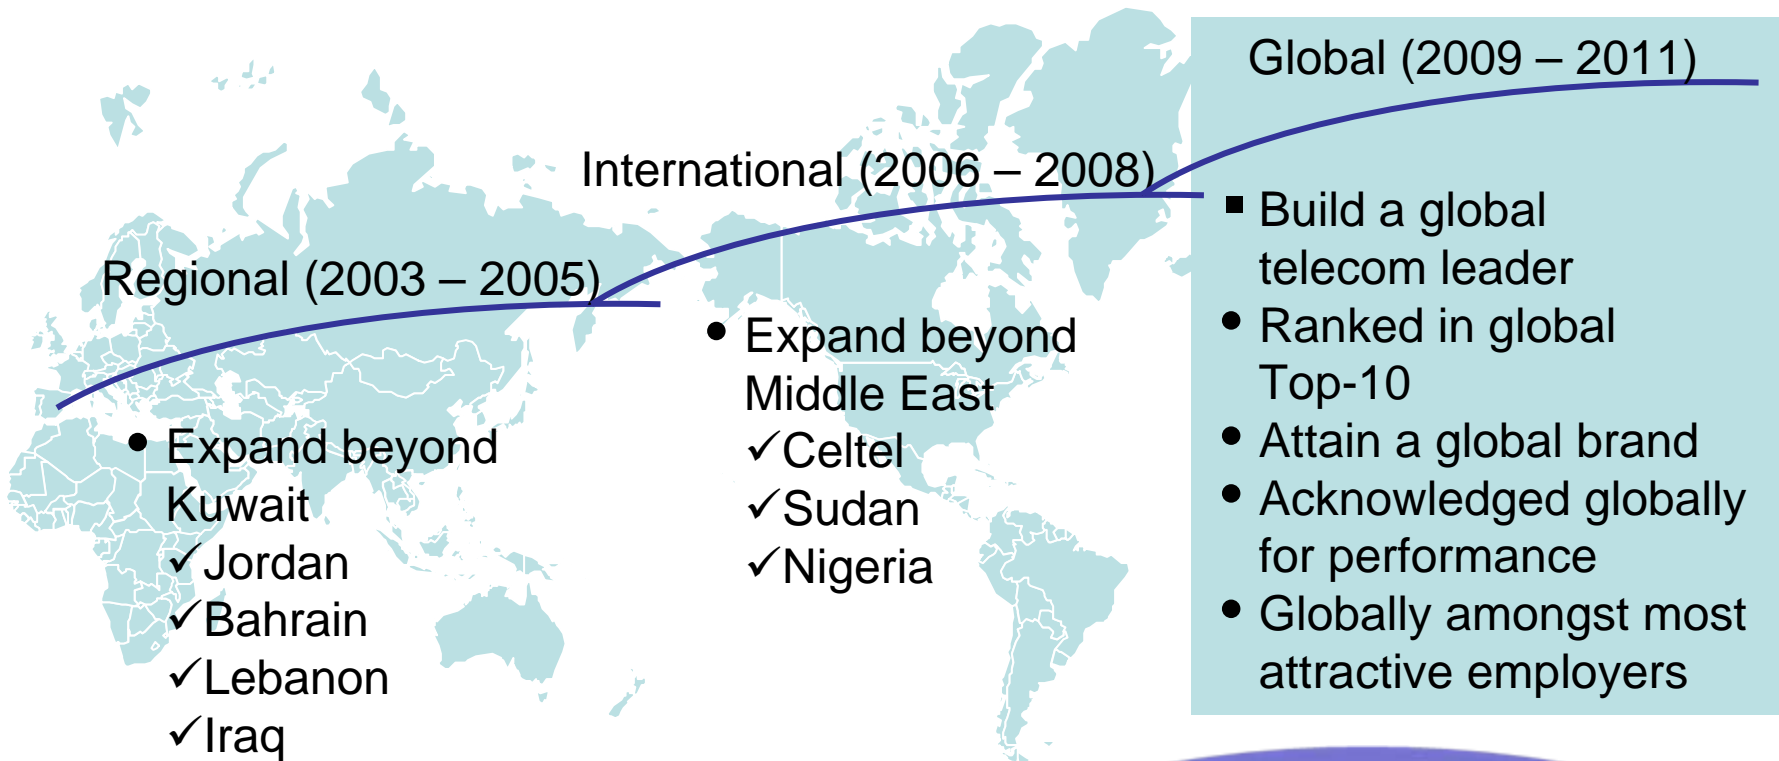 Global (2009 – 2011)
International (2006 – 2008)
Regional (2003 – 2005)
• Expand beyond
Kuwait
✓Jordan
✓Bahrain
✓Lebanon
✓Iraq
• Expand beyond
Middle East
✓Celtel
✓Sudan
✓Nigeria
▪ Build a global
telecom leader
• Ranked in global
Top-10
• Attain a global brand
• Acknowledged globally
for performance
• Globally amongst most
attractive employers